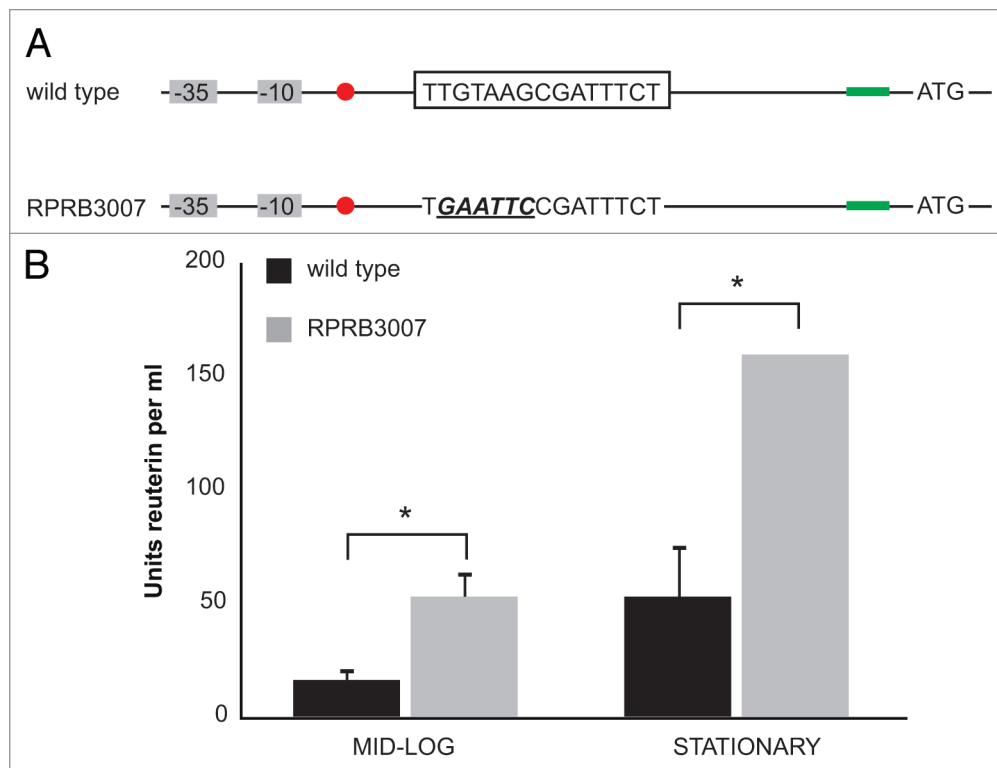 A
wild type -35 -10 TTGTAAGCGATTTCT ATG
RPRB3007 -35 -10 TGAATTCCGATTTCT ATG
B
200
wild type
*
RPRB3007
150
Units reuterin per ml
100
*
50
0
MID-LOG STATIONARY